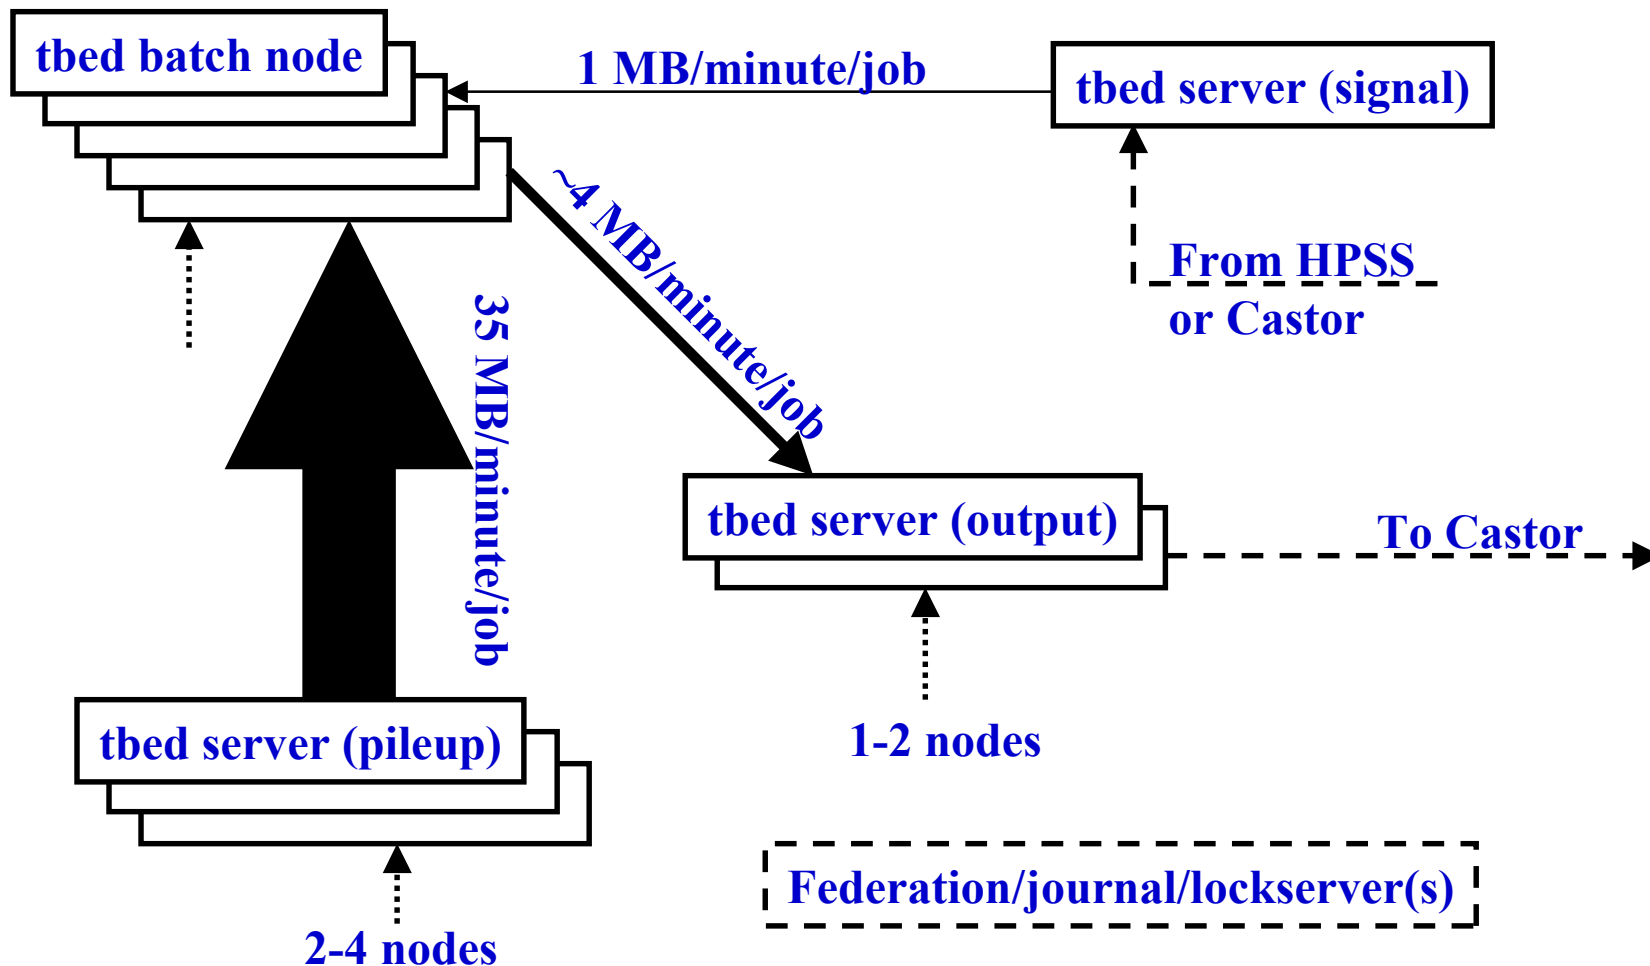 tbed batch node
1 MB/minute/job
tbed server (signal)
~4 MB/minute/job
From HPSS
or Castor
35 MB/minute/job
tbed server (output)
To Castor
tbed server (pileup)
1-2 nodes
Federation/journal/lockserver(s)
2-4 nodes